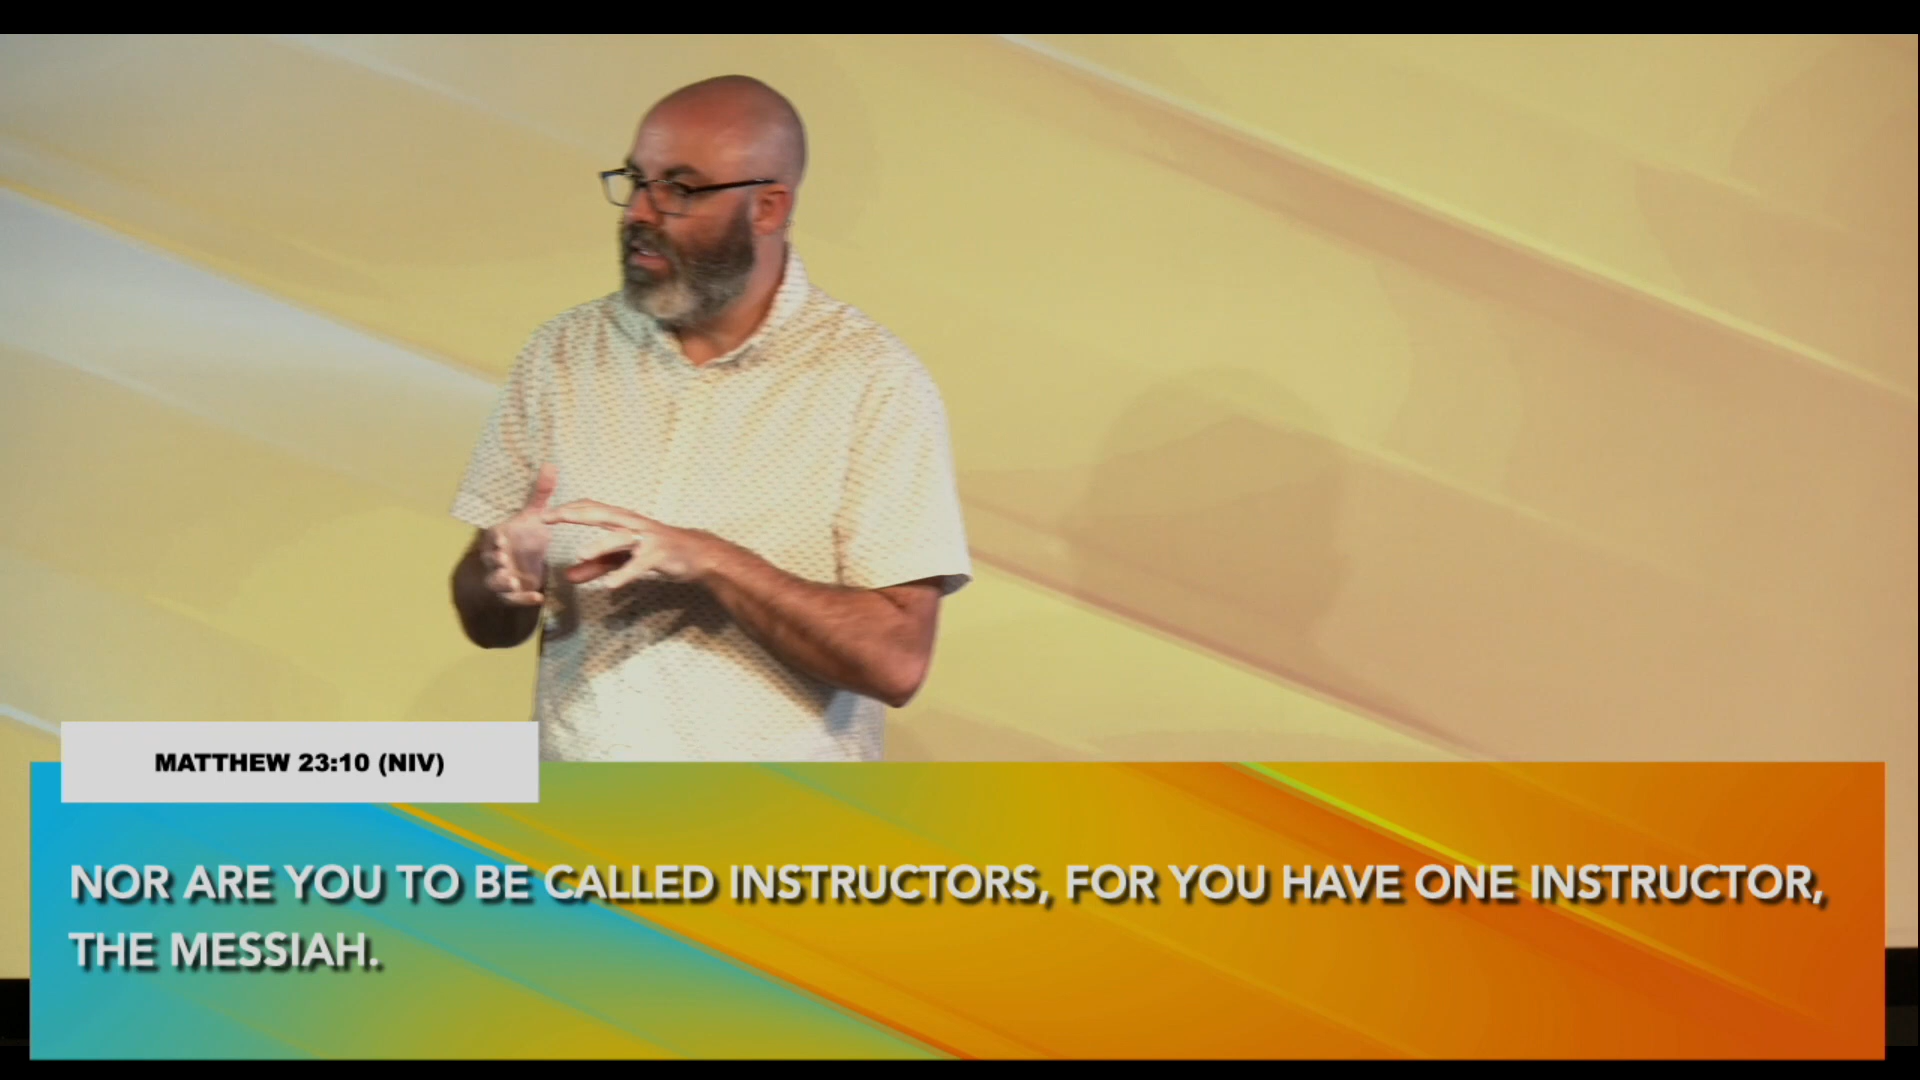 MATTHEW 23:10 (NIV)
NOR ARE YOU TO BE CALLED INSTRUCTORS, FOR YOU HAVE ONE INSTRUCTOR,
THE MESSIAH.